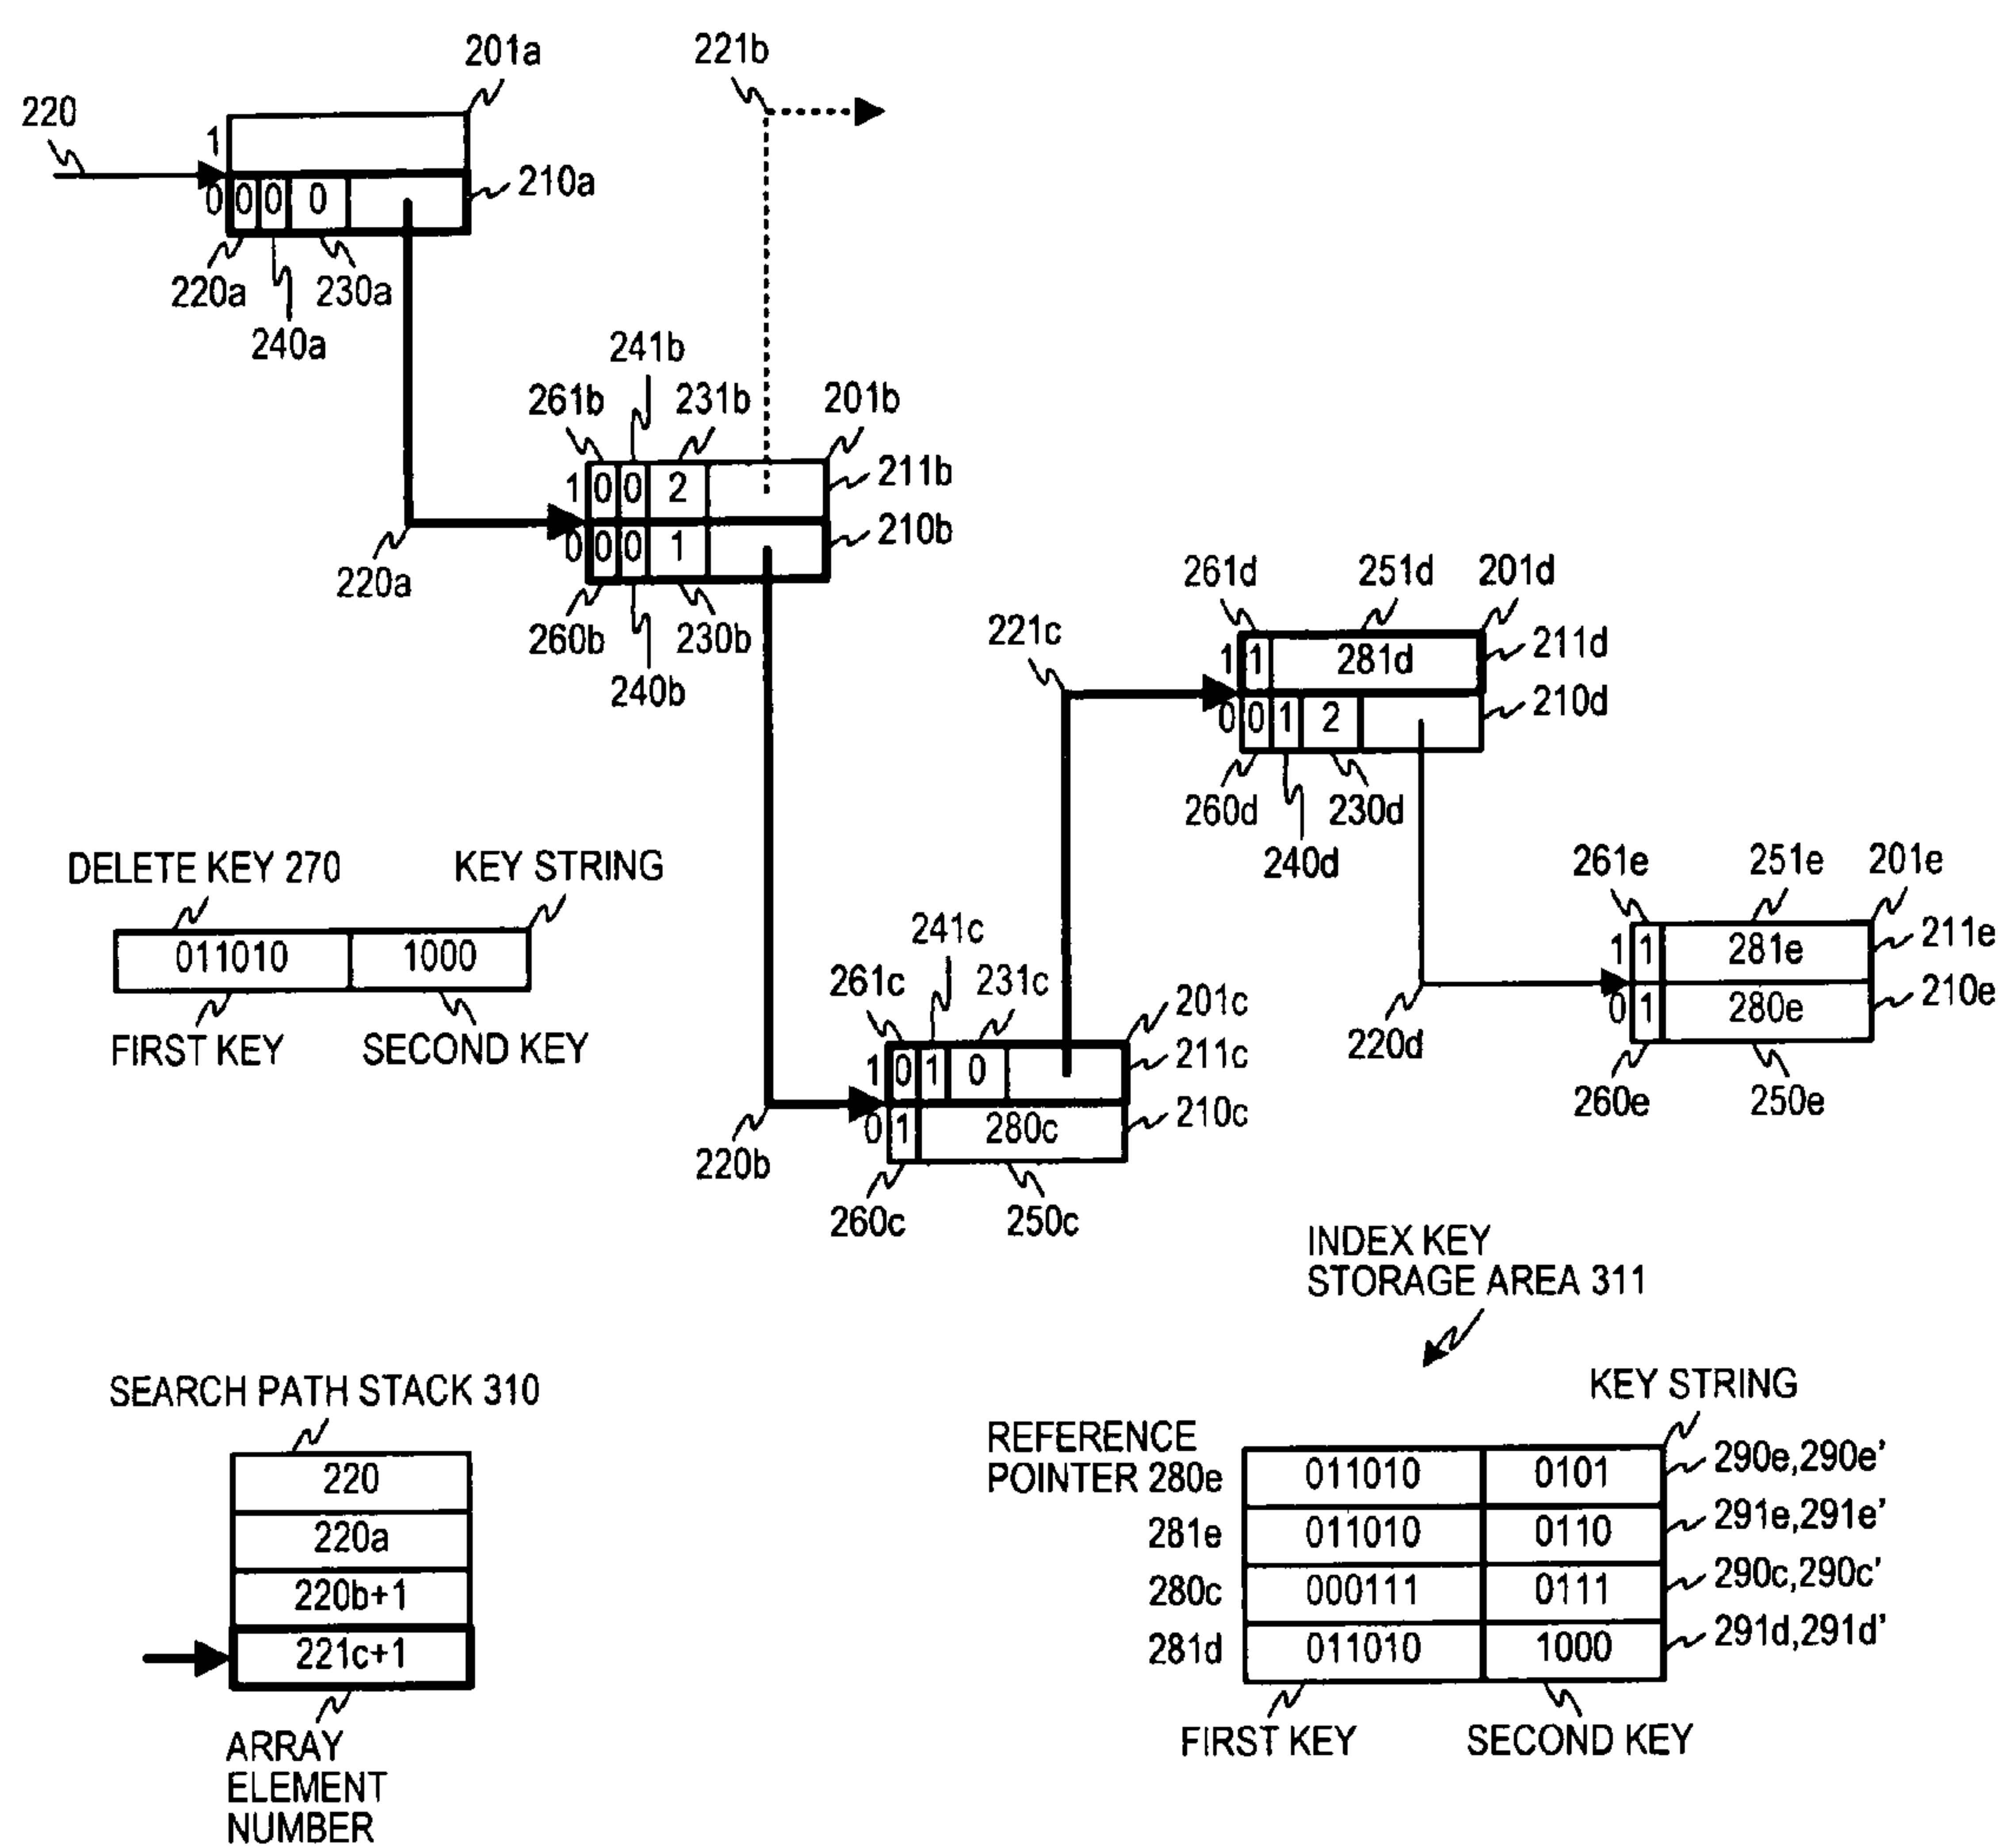 201a
221b
220
1
210a
0 0 0 0
220a
230a
240a
241b
261b
231b
201b
1 0 0 2
211b
0 0 0 1
210b
220a
260b
230b
240b
261d
251d
201d
221c
1 1 281d
211d
0 0 1 2
210d
260d
230d
240d
DELETE KEY 270
KEY STRING
011010 1000
FIRST KEY
SECOND KEY
261e
251e
201e
1 1 281e
211e
0 1 280e
210e
220d
260e
250e
241c
261c
231c
201c
1 0 1 0
211c
0 1 280c
210c
220b
260c
250c
INDEX KEY
STORAGE AREA 311
SEARCH PATH STACK 310
220
220a
220b+1
221c+1
ARRAY
ELEMENT
NUMBER
KEY STRING
REFERENCE
POINTER 280e 011010 0101 290e,290e’
281e 011010 0110 291e,291e’
280c 000111 0111 290c,290c’
281d 011010 1000 291d,291d’
FIRST KEY
SECOND KEY